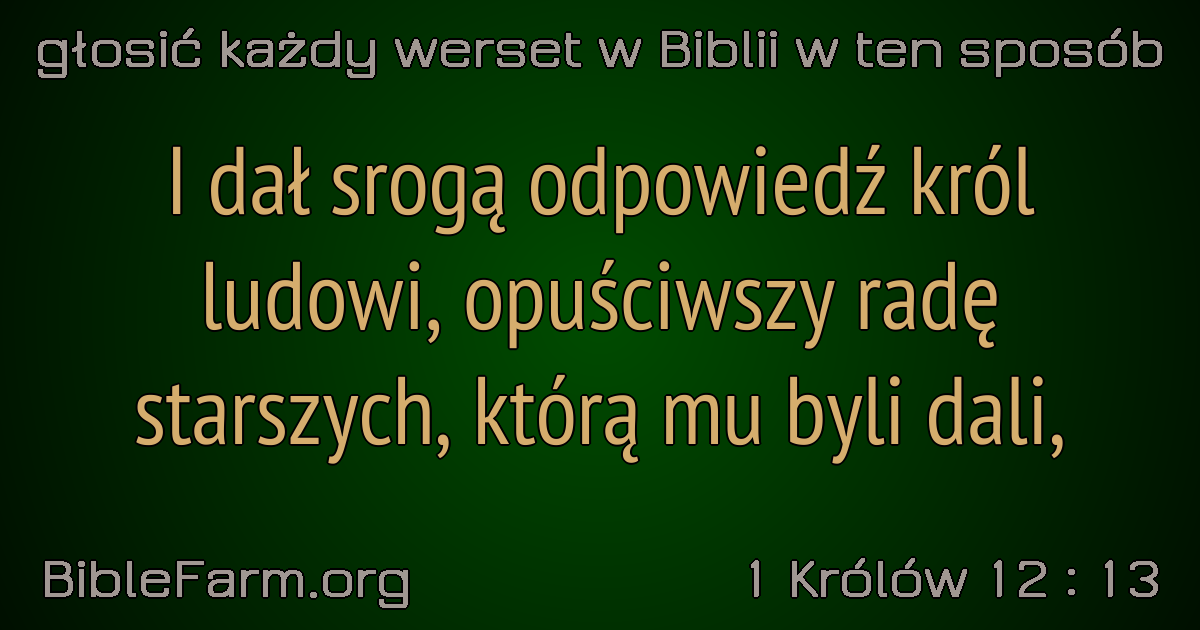 głosić każdy werset w Biblii w ten sposób
I dał srogą odpowiedź król
ludowi, opuściwszy radę
starszych, którą mu byli dali,
BibleFarm.org
1 Królów 12 : 13